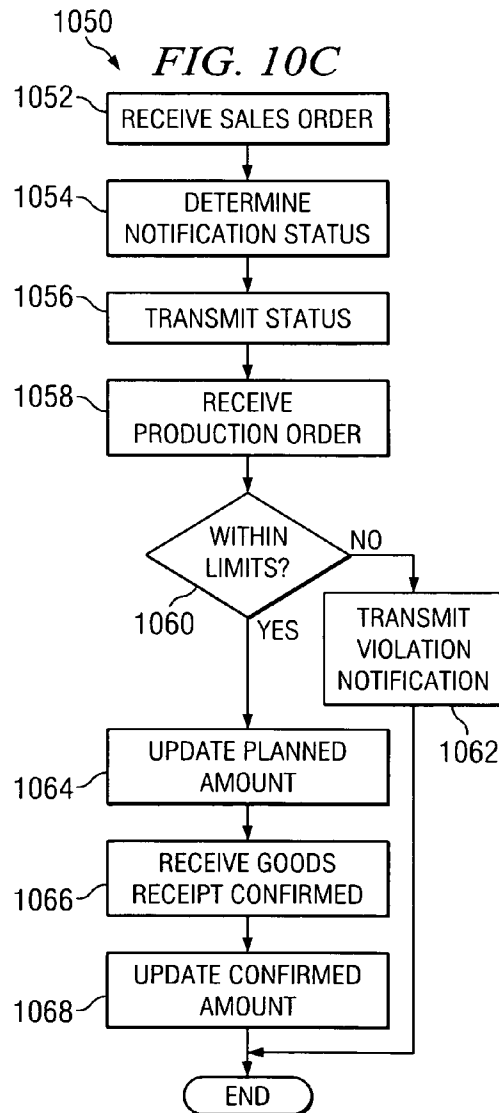 1050
FIG. 10C
1052
RECEIVE SALES ORDER
1054
DETERMINE
NOTIFICATION STATUS
1056
TRANSMIT STATUS
1058
RECEIVE
PRODUCTION ORDER
WITHIN
LIMITS?
NO
1060
YES
TRANSMIT
VIOLATION
NOTIFICATION
1062
UPDATE PLANNED
AMOUNT
1064
RECEIVE GOODS
RECEIPT CONFIRMED
1066
UPDATE CONFIRMED
AMOUNT
1068
END